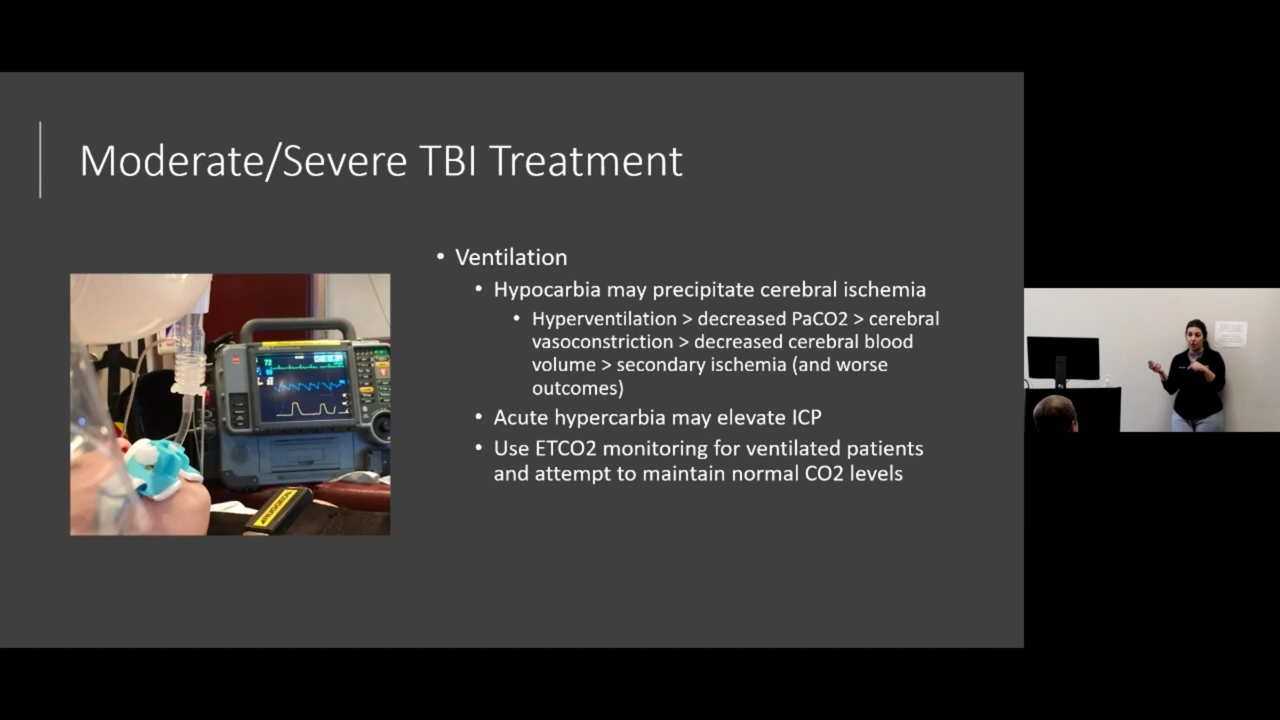 Moderate/Severe TBI Treatment
• Ventilation
• Hypocarbia may precipitate cerebral ischemia
• Hyperventilation > decreased PaCO2 > cerebral
vasoconstriction > decreased cerebral blood
volume > secondary ischemia (and worse
outcomes)
• Acute hypercarbia may elevate ICP
• Use ETCO2 monitoring for ventilated patients
and attempt to maintain normal CO2 levels